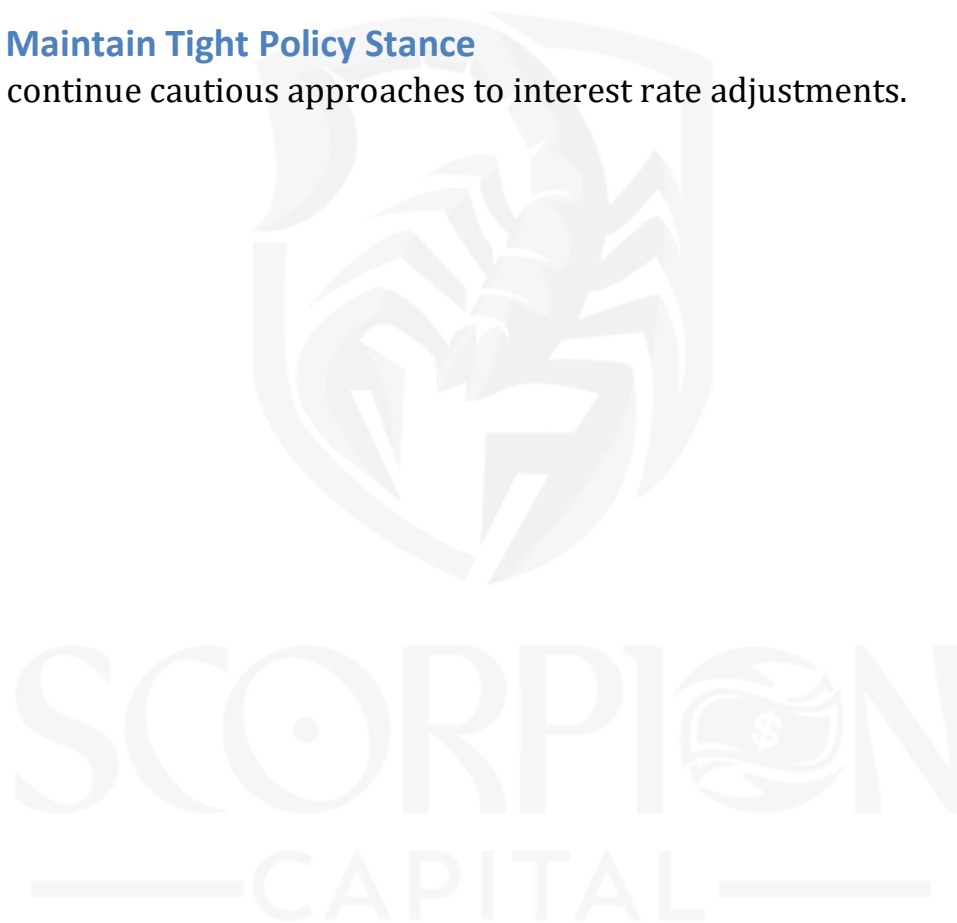 Maintain Tight Policy Stance
continue cautious approaches to interest rate adjustments.
SCORPION
CAPITAL